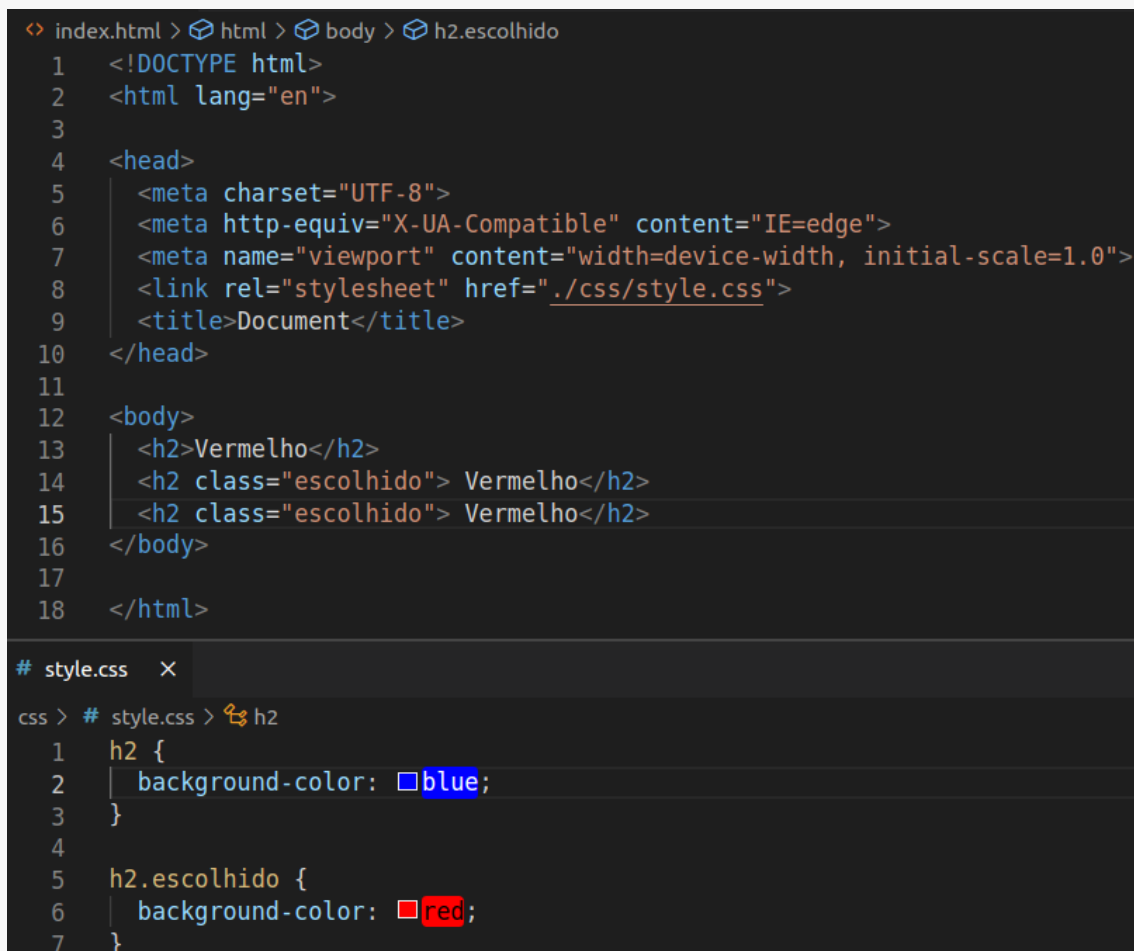 <> index.html > html > body > h2.escolhido
1 <!DOCTYPE html>
2 <html lang="en">
3
4 <head>
5 <meta charset="UTF-8">
6 <meta http-equiv="X-UA-Compatible" content="IE=edge">
7 <meta name="viewport" content="width=device-width, initial-scale=1.0">
8 <link rel="stylesheet" href="./css/style.css">
9 <title>Document</title>
10 </head>
11
12 <body>
13 <h2>Vermelho</h2>
14 <h2 class="escolhido"> Vermelho</h2>
15 <h2 class="escolhido"> Vermelho</h2>
16 </body>
17
18 </html>
# style.css ×
css > # style.css > h2
1 h2 {
2 background-color: blue;
3 }
4
5 h2.escolhido {
6 background-color: red;
7 }